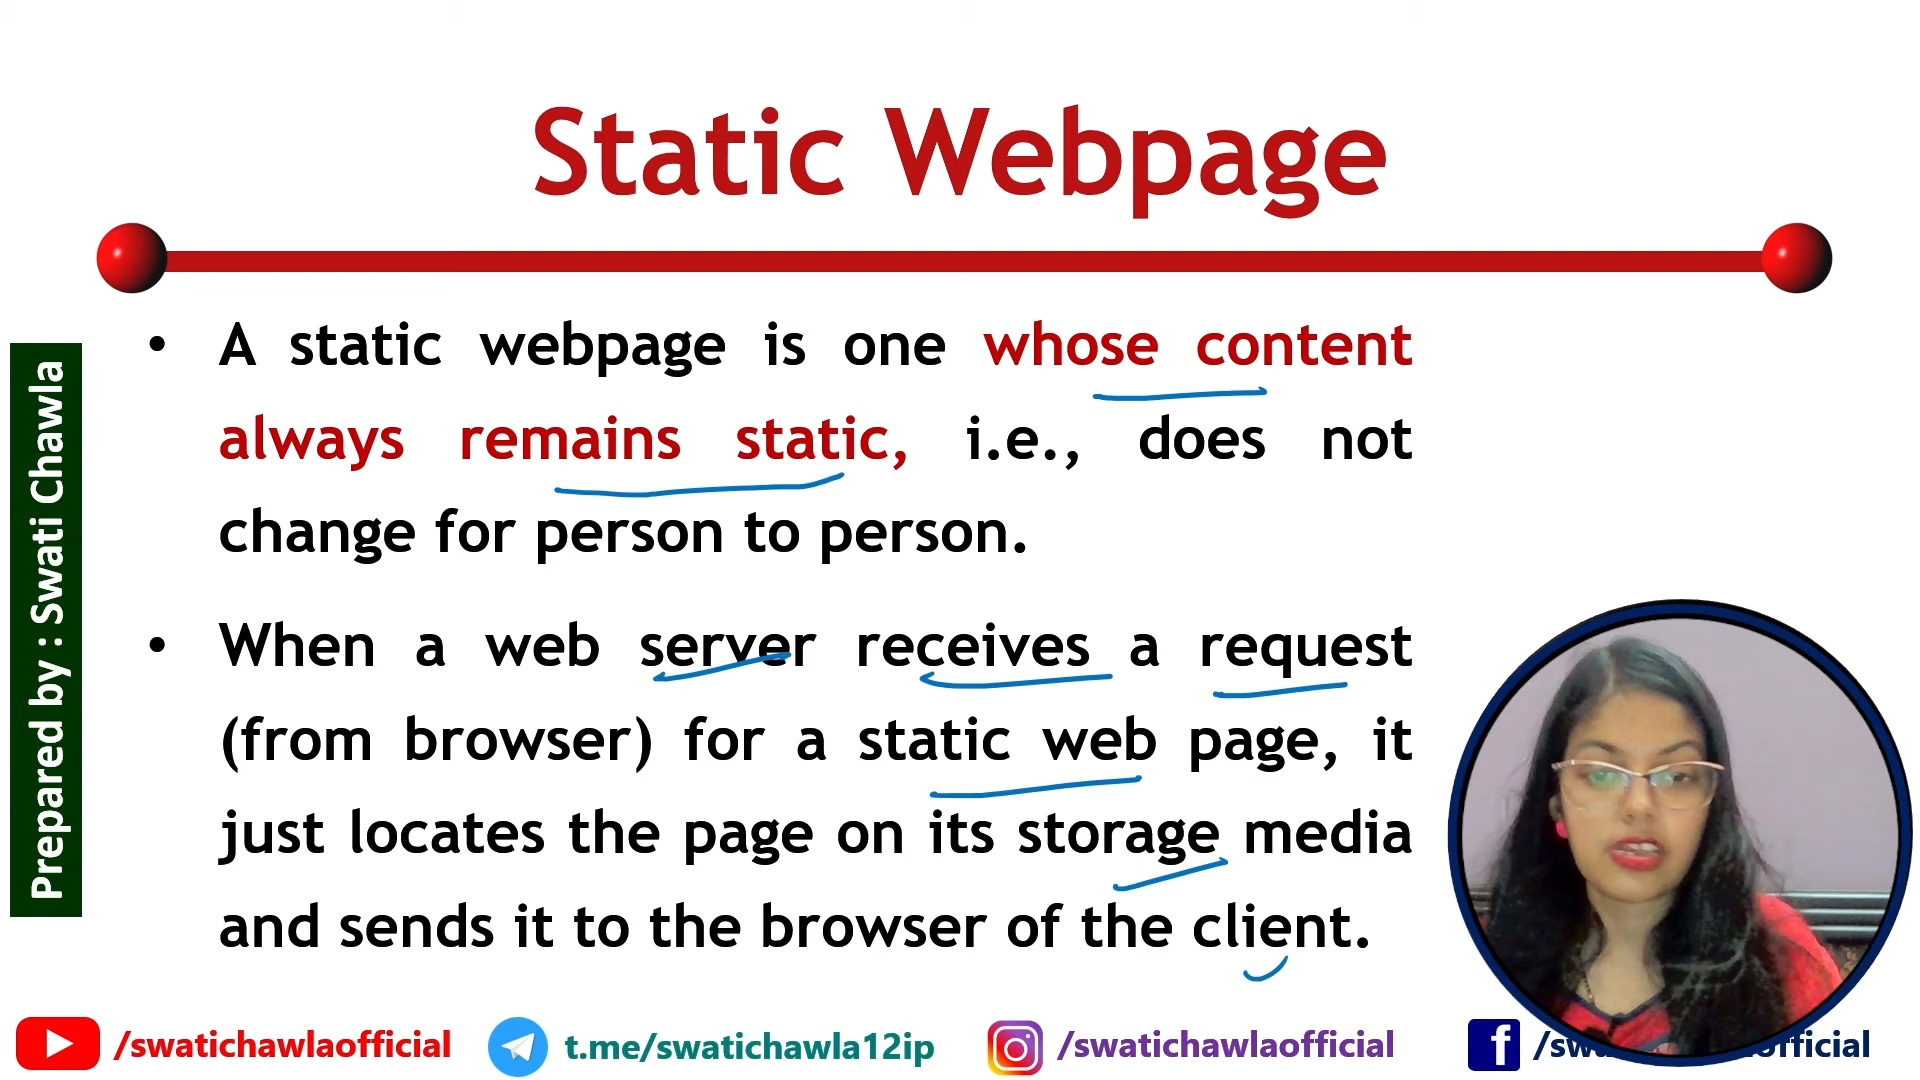 Static Webpage
• A static webpage is one whose content
always remains static, i.e., does not
change for person to person.
• When a web server receives a request
(from browser) for a static web page, it
just locates the page on its storage media
and sends it to the browser of the client.
Prepared by : Swati Chawla
/swatichawlaofficial
t.me/swatichawla12ip
/swatichawlaofficial